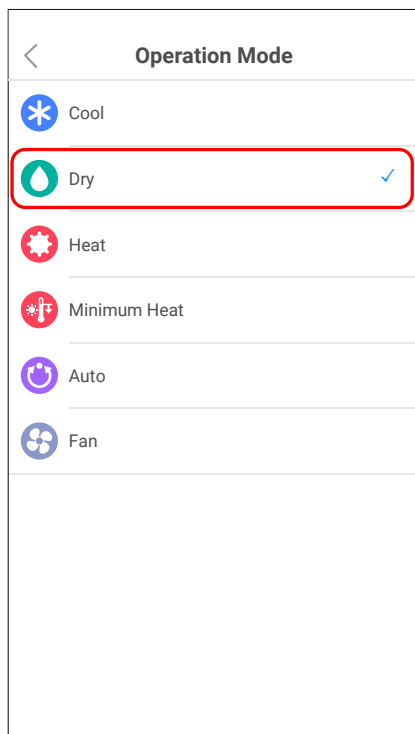 Operation Mode
Cool
Dry
Heat
Minimum Heat
Auto
Fan